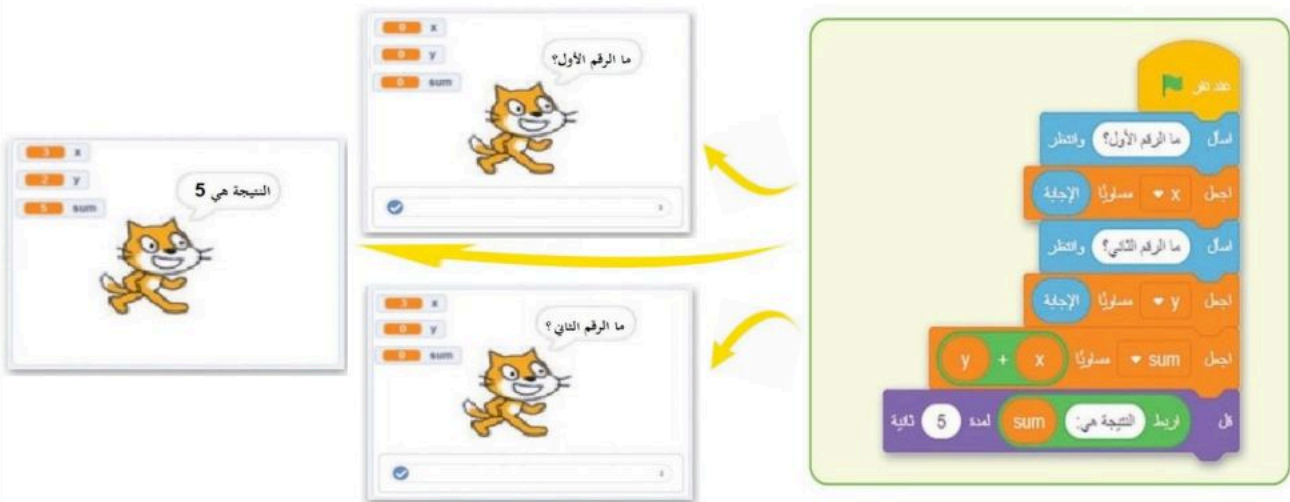 عند نقر
اسأل ما الرقم الأول؟ وانتظر
اجعل x مساويًا الإجابة
اسأل ما الرقم الثاني؟ وانتظر
اجعل y مساويًا الإجابة
اجعل sum مساويًا x + y
قل اربط النتيجة هي: sum لمدة 5 ثانية
0 x
0 y
0 sum
ما الرقم الأول؟
3 x
0 y
0 sum
ما الرقم الثاني ؟
3 x
2 y
5 sum
النتيجة هي 5